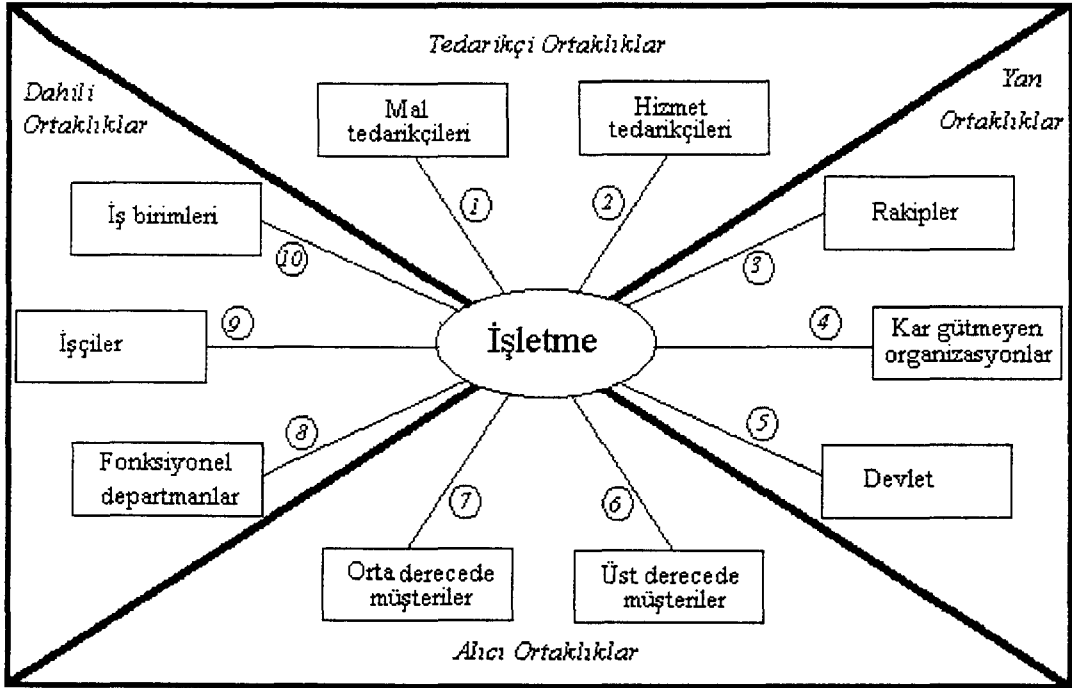 Tedarikçi Ortaklıklar
Dahili
Ortaklıklar
Yan
Ortaklıklar
Mal
tedarikçileri
Hizmet
tedarikçileri
1
2
İş birimleri
10
Rakipler
3
İşçiler
9
İşletme
4
Kar gütmeyen
organizasyonlar
Fonksiyonel
departmanlar
8
5
Devlet
7
6
Orta derecede
müşteriler
Üst derecede
müşteriler
Alıcı Ortaklıklar